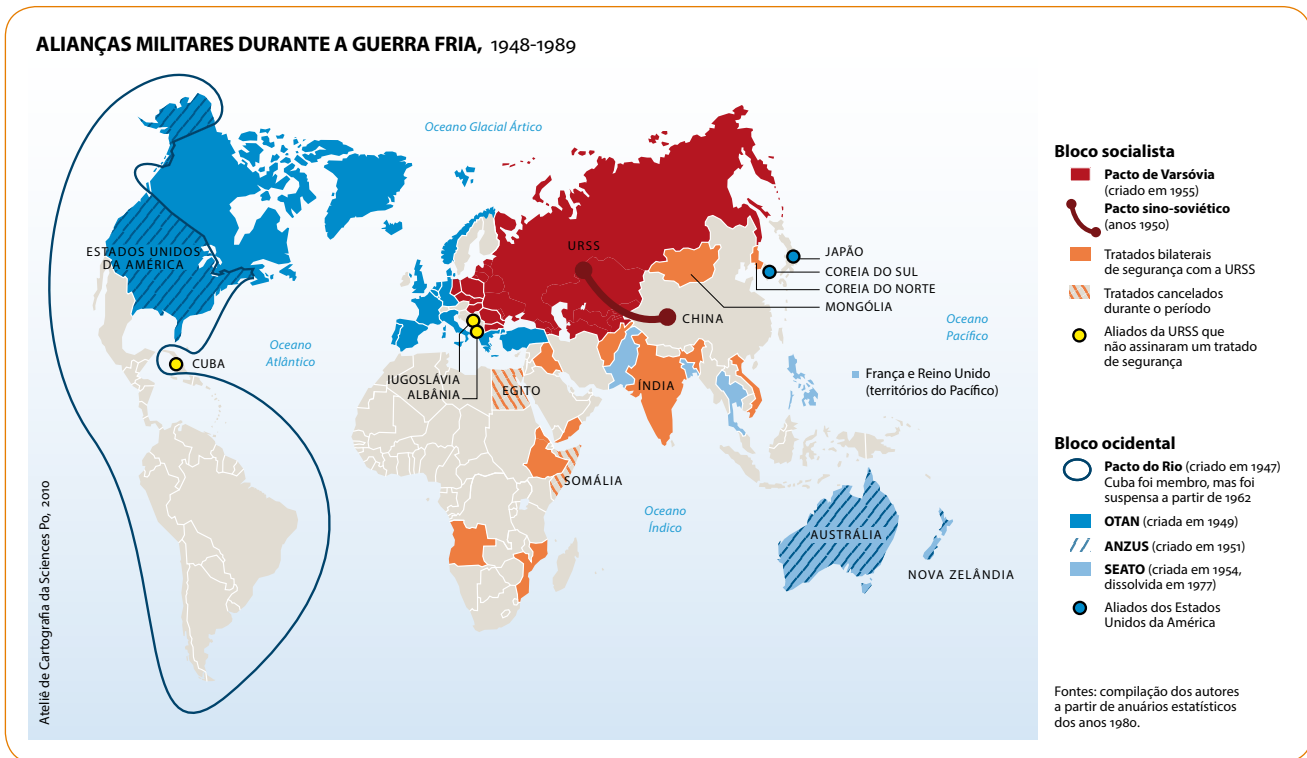 ALIANÇAS MILITARES DURANTE A GUERRA FRIA, 1948-1989
Oceano Glacial Ártico
ESTADOS UNIDOS
DA AMÉRICA
URSS
JAPÃO
COREIA DO SUL
COREIA DO NORTE
MONGÓLIA
CHINA
Oceano
Pacífico
Oceano
Atlântico
CUBA
IUGOSLÁVIA
ALBÂNIA
EGITO
ÍNDIA
França e Reino Unido
(territórios do Pacífico)
SOMÁLIA
Oceano
Índico
AUSTRÁLIA
NOVA ZELÂNDIA
Ateliê de Cartografia da Sciences Po, 2010
Bloco socialista
Pacto de Varsóvia
(criado em 1955)
Pacto sino-soviético
(anos 1950)
Tratados bilaterais
de segurança com a URSS
Tratados cancelados
durante o período
Aliados da URSS que
não assinaram um tratado
de segurança
Bloco ocidental
Pacto do Rio (criado em 1947)
Cuba foi membro, mas foi
suspensa a partir de 1962
OTAN (criada em 1949)
ANZUS (criado em 1951)
SEATO (criada em 1954,
dissolvida em 1977)
Aliados dos Estados
Unidos da América
Fontes: compilação dos autores
a partir de anuários estatísticos
dos anos 1980.